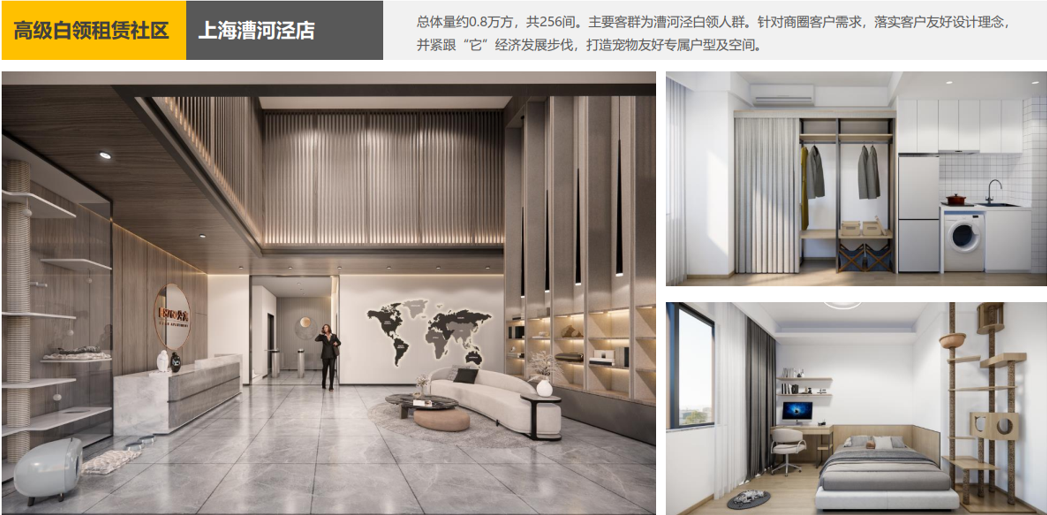 高级白领租赁社区
上海漕河泾店
总体量约0.8万方，共256间。主要客群为漕河泾白领人群。针对商圈客户需求，落实客户友好设计理念，
并紧跟“它”经济发展步伐，打造宠物友好专属户型及空间。